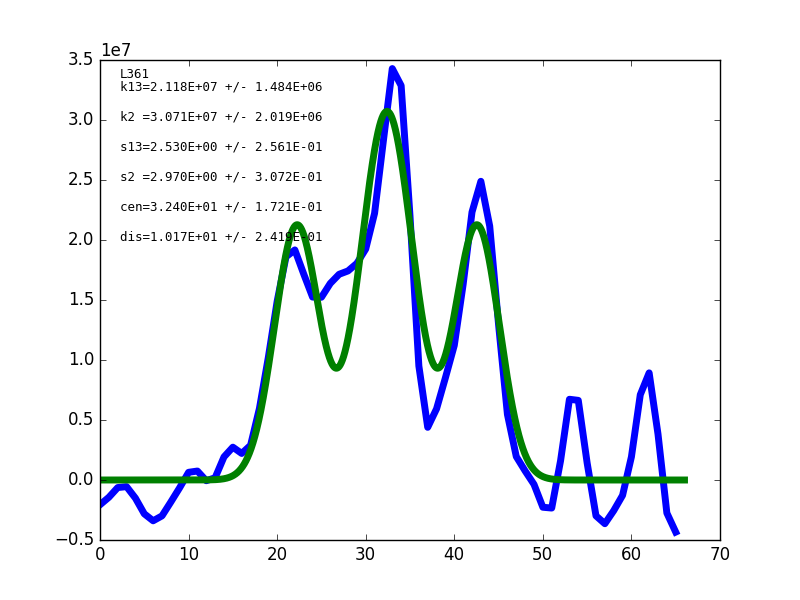 1e7
3.5
3.0
2.5
2.0
1.5
1.0
0.5
0.0
−0.5
L361
k13=2.118E+07 +/- 1.484E+06
k2 =3.071E+07 +/- 2.019E+06
s13=2.530E+00 +/- 2.561E-01
s2 =2.970E+00 +/- 3.072E-01
cen=3.240E+01 +/- 1.721E-01
dis=1.017E+01 +/- 2.419E-01
0 10 20 30 40 50 60 70